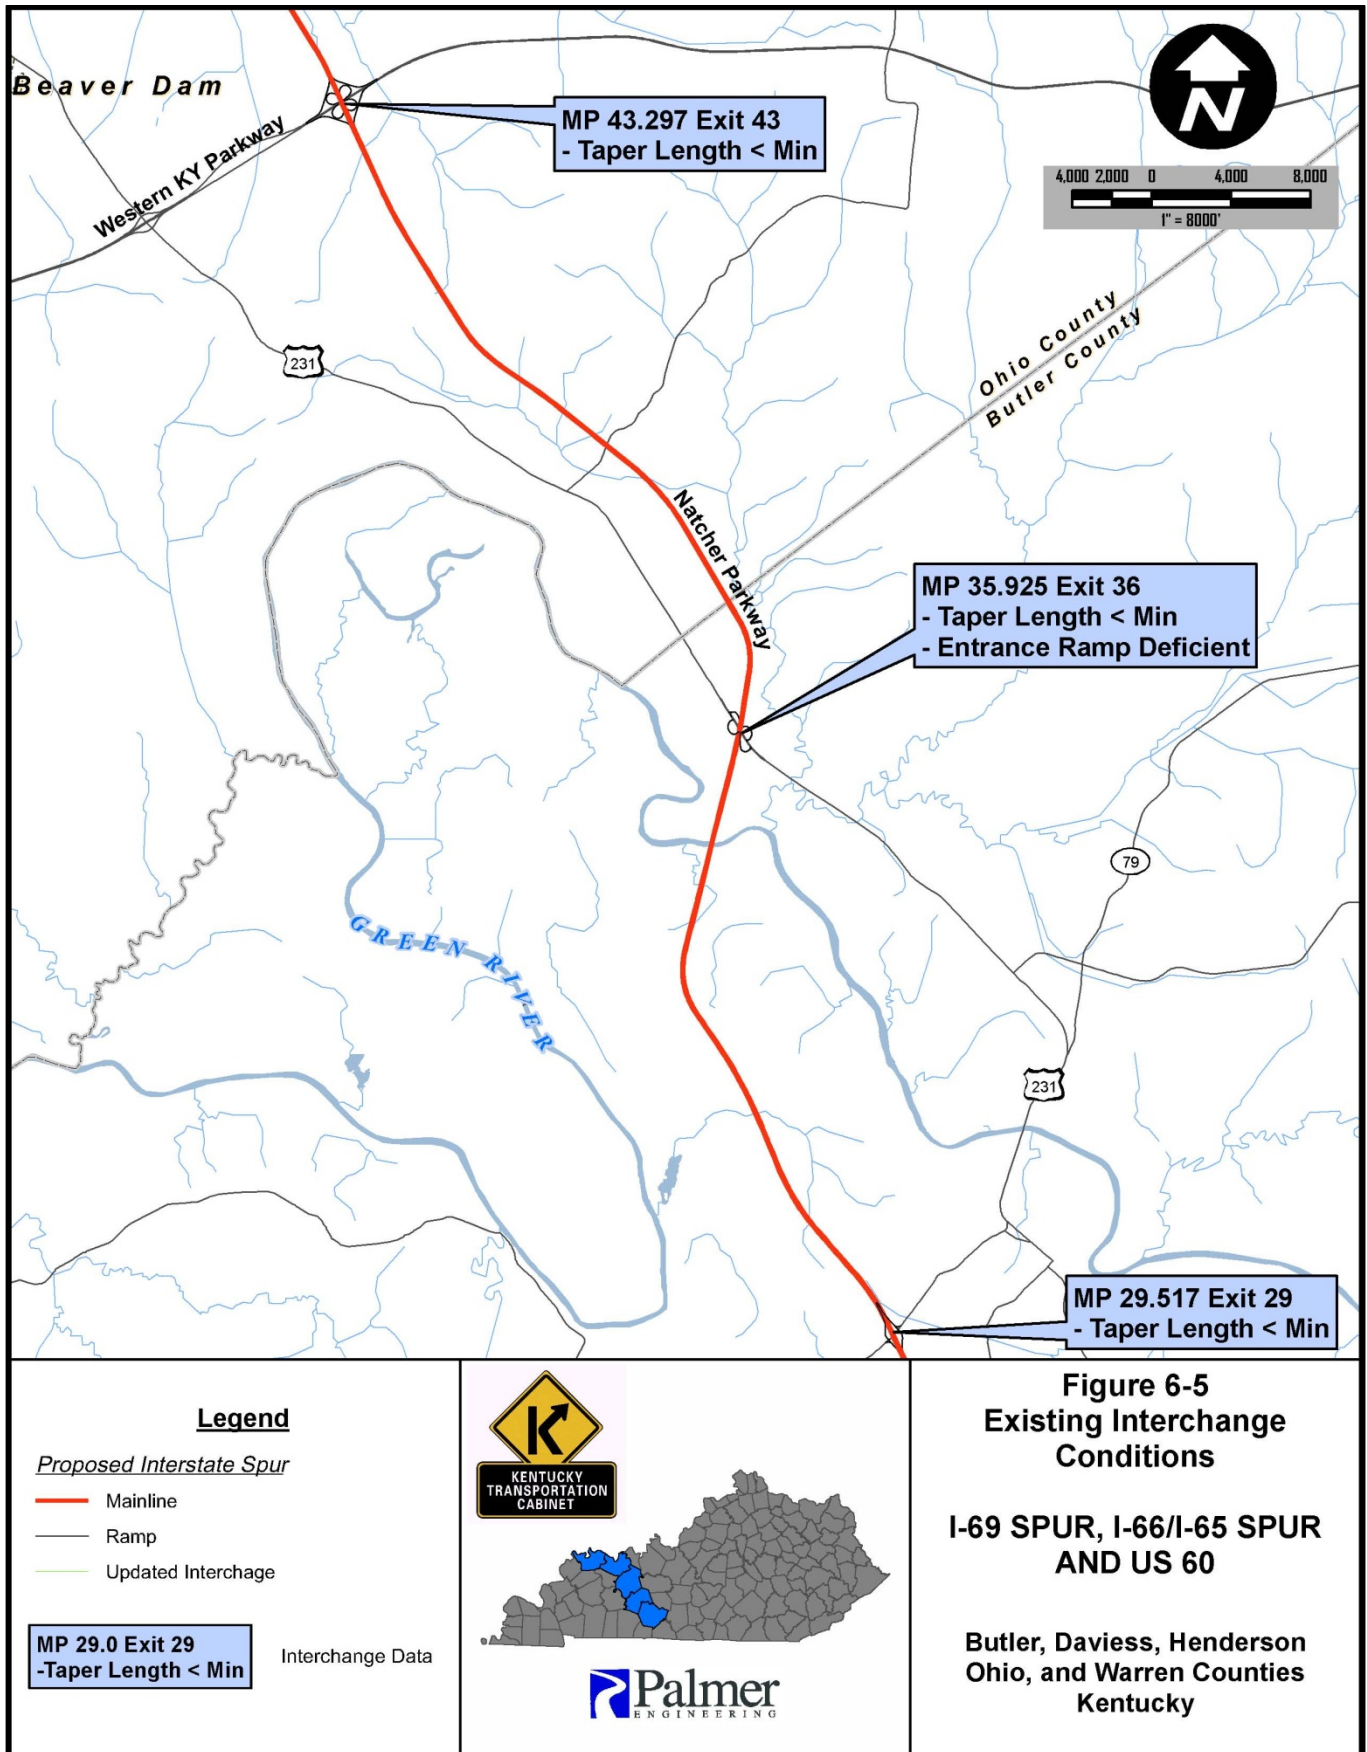 Beaver Dam
Western KY Parkway
MP 43.297 Exit 43
- Taper Length < Min
N
4,000 2,000 0 4,000 8,000
1" = 8000'
231
Ohio County
Butler County
Natcher Parkway
MP 35.925 Exit 36
- Taper Length < Min
- Entrance Ramp Deficient
79
GREEN RIVER
231
MP 29.517 Exit 29
- Taper Length < Min
Legend
Proposed Interstate Spur
Mainline
Ramp
Updated Interchage
MP 29.0 Exit 29
-Taper Length < Min
Interchange Data
K
KENTUCKY
TRANSPORTATION
CABINET
Palmer
ENGINEERING
Figure 6-5
Existing Interchange
Conditions
I-69 SPUR, I-66/I-65 SPUR
AND US 60
Butler, Daviess, Henderson
Ohio, and Warren Counties
Kentucky